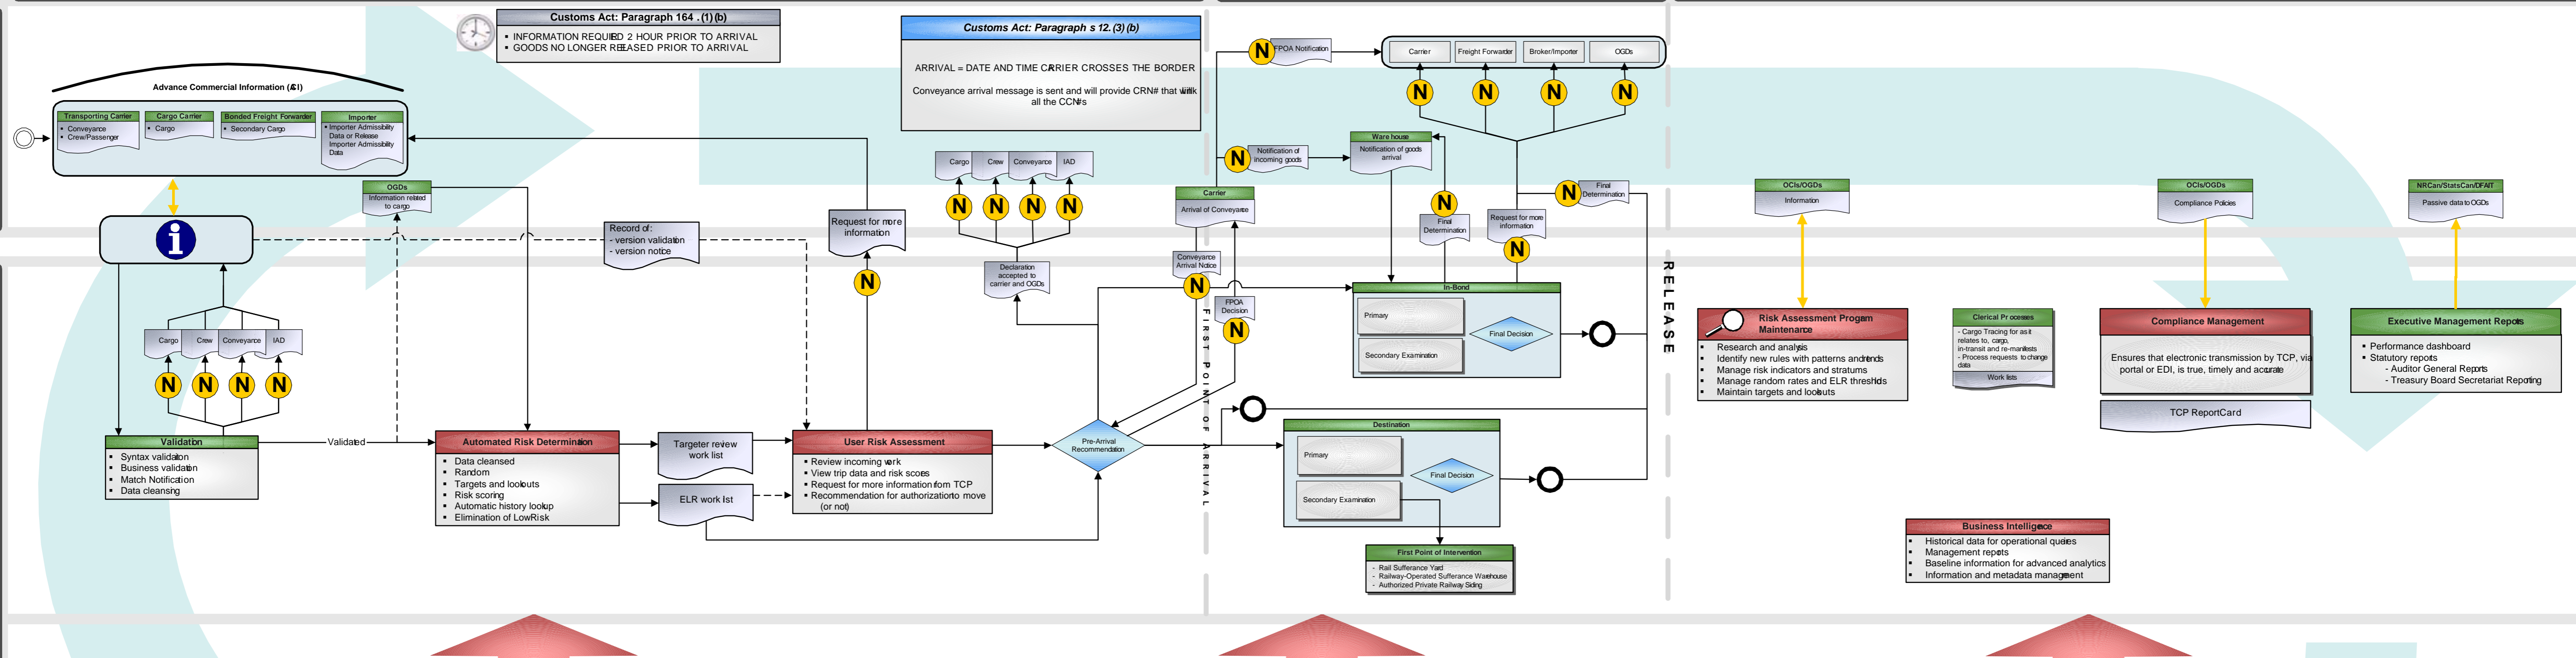 Customs Act: Paragraph 164 .(1)(b)
▪ INFORMATION REQUIRED 2 HOUR PRIOR TO ARRIVAL
▪ GOODS NO LONGER RELEASED PRIOR TO ARRIVAL
Customs Act: Paragraph s 12.(3)(b)
ARRIVAL = DATE AND TIME CARRIER CROSSES THE BORDER
Conveyance arrival message is sent and will provide CRN# that will link
all the CCN#s
Advance Commercial Information (ACI)
Transporting Carrier
▪ Conveyance
▪ Crew/Passenger
Cargo Carrier
▪ Cargo
Bonded Freight Forwarder
▪ Secondary Cargo
Importer
▪ Importer Admissibility
Data or Release
Importer Admissibility
Data
OGDs
Information related
to cargo
i
Record of:
- version validation
- version notice
Request for more
information
N
Cargo
Crew
Conveyance
IAD
N
N
N
N
Declaration
accepted to
carrier and OGDs
Cargo
Crew
Conveyance
IAD
N
N
N
N
Validation
▪ Syntax validation
▪ Business validation
▪ Match Notification
▪ Data cleansing
Validated
Automated Risk Determination
▪ Data cleansed
▪ Random
▪ Targets and lookouts
▪ Risk scoring
▪ Automatic history lookup
▪ Elimination of Low Risk
Targeter review
work list
ELR work list
User Risk Assessment
▪ Review incoming work
▪ View trip data and risk scores
▪ Request for more information from TCP
▪ Recommendation for authorization to move
(or not)
Pre-Arrival
Recommendation
FIRST POINT OF ARRIVAL
N
FPOA Notification
Carrier
Freight Forwarder
Broker/Importer
OGDs
N
N
N
N
N
Notification of
incoming goods
Ware house
Notification of goods
arrival
Carrier
Arrival of Conveyance
Conveyance
Arrival Notice
N
FPOA
Decision
N
N
Final
Determination
Request for more
information
N
N
Final
Determination
In-Bond
Primary
Secondary Examination
Final Decision
Destination
Primary
Secondary Examination
Final Decision
First Point of Intervention
- Rail Sufferance Yard
- Railway-Operated Sufferance Warehouse
- Authorized Private Railway Siding
RELEASE
OCIs/OGDs
Information
Risk Assessment Program
Maintenance
▪ Research and analysis
▪ Identify new rules with patterns and trends
▪ Manage risk indicators and stratums
▪ Manage random rates and ELR thresholds
▪ Maintain targets and lookouts
Clerical Processes
- Cargo Tracing for as it
relates to, cargo,
in-transit and re-manifests
- Process requests to change
data
Work lists
OCIs/OGDs
Compliance Policies
Compliance Management
Ensures that electronic transmission by TCP, via
portal or EDI, is true, timely and accurate
TCP ReportCard
NRCan/StatsCan/DFAIT
Passive data to OGDs
Executive Management Reports
▪ Performance dashboard
▪ Statutory reports
- Auditor General Reports
- Treasury Board Secretariat Reporting
Business Intelligence
▪ Historical data for operational queries
▪ Management reports
▪ Baseline information for advanced analytics
▪ Information and metadata management